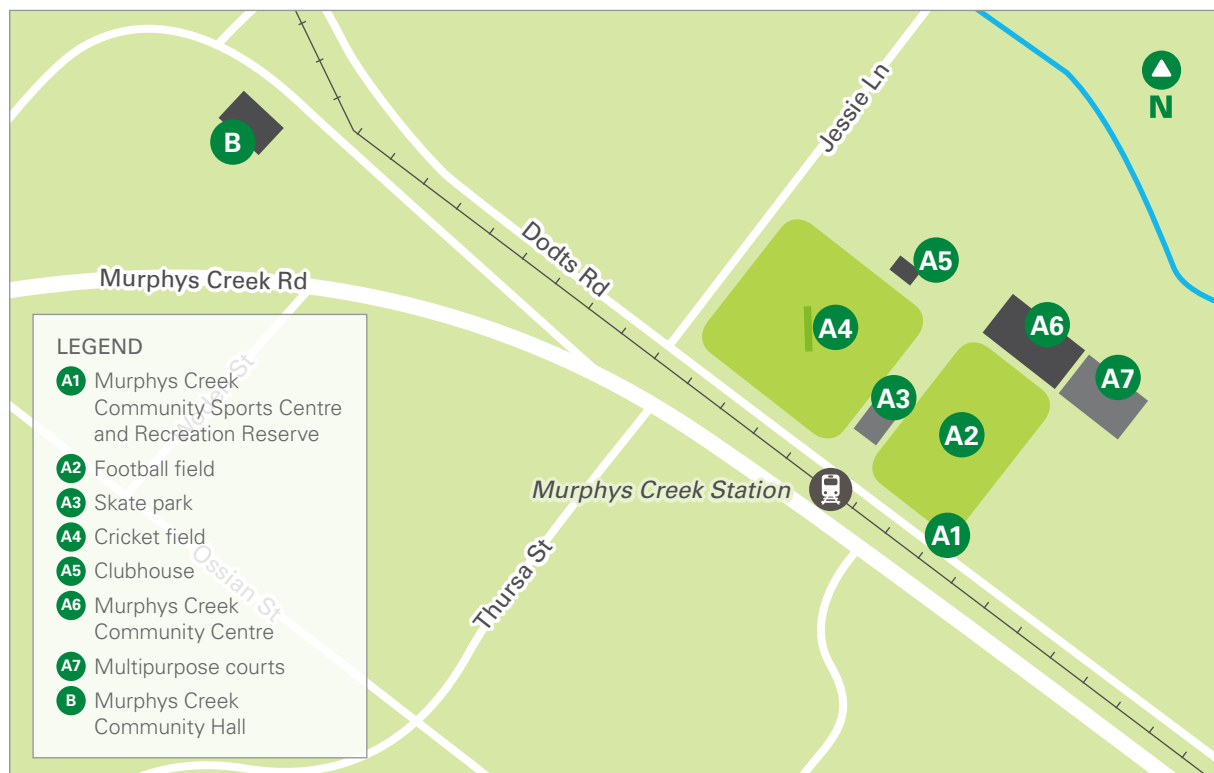 B
N
Jessie Ln
Dodts Rd
A5
Murphys Creek Rd
A4
A6
A7
A3
A2
Murphys Creek Station
A1
Thursa St
Ossian St
LEGEND
A1 Murphys Creek
Community Sports Centre
and Recreation Reserve
A2 Football field
A3 Skate park
A4 Cricket field
A5 Clubhouse
A6 Murphys Creek
Community Centre
A7 Multipurpose courts
B Murphys Creek
Community Hall